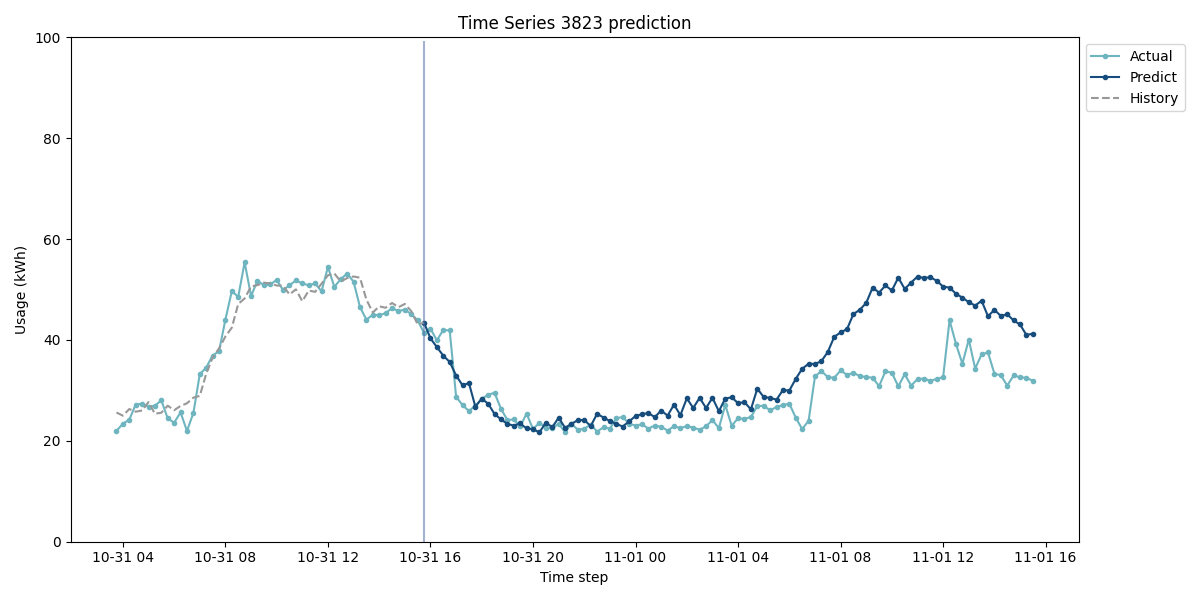 Time Series 3823 prediction
100
80
60
40
20
0
Usage (kWh)
10-31 04
10-31 08
10-31 12
10-31 16
10-31 20
11-01 00
11-01 04
11-01 08
11-01 12
11-01 16
Time step
Actual
Predict
History